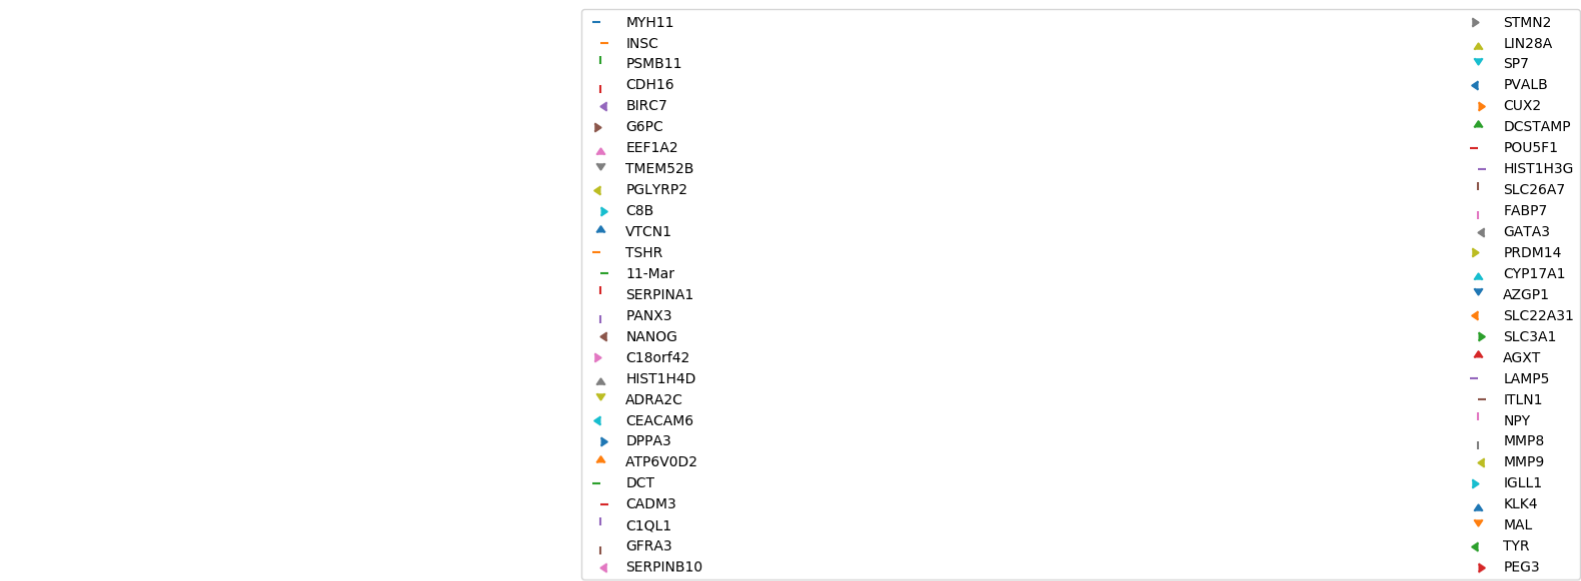 MYH11
INSC
PSMB11
CDH16
BIRC7
G6PC
EEF1A2
TMEM52B
PGLYRP2
C8B
VTCN1
TSHR
11-Mar
SERPINA1
PANX3
NANOG
C18orf42
HIST1H4D
ADRA2C
CEACAM6
DPPA3
ATP6V0D2
DCT
CADM3
C1QL1
GFRA3
SERPINB10
STMN2
LIN28A
SP7
PVALB
CUX2
DCSTAMP
POU5F1
HIST1H3G
SLC26A7
FABP7
GATA3
PRDM14
CYP17A1
AZGP1
SLC22A31
SLC3A1
AGXT
LAMP5
ITLN1
NPY
MMP8
MMP9
IGLL1
KLK4
MAL
TYR
PEG3